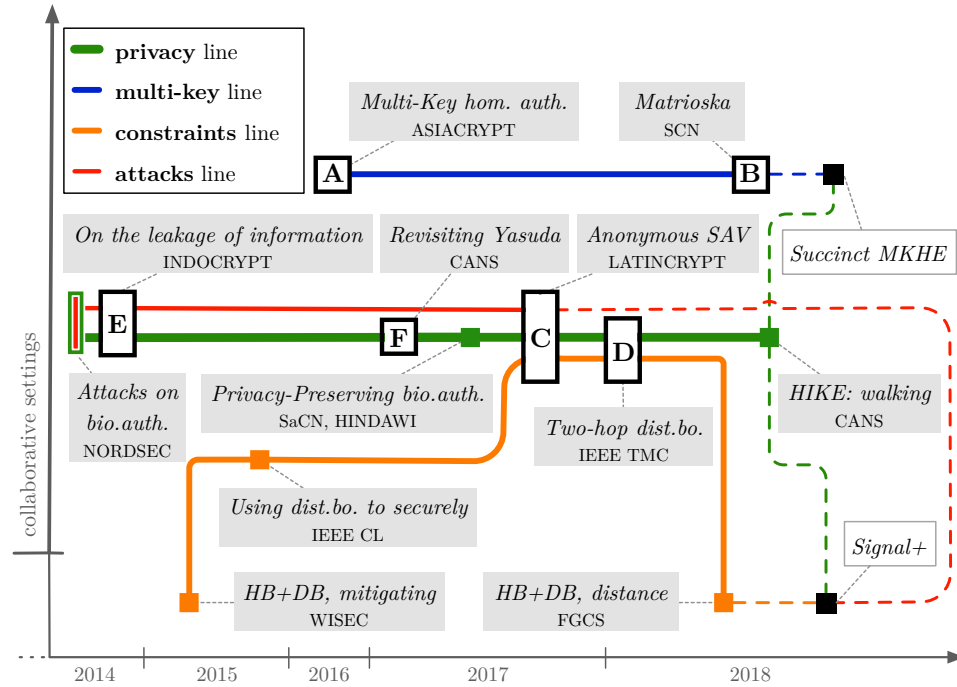 privacy line
multi-key line
constraints line
attacks line
Multi-Key hom. auth.
ASIACRYPT
Matrioska
SCN
A
B
Succinct MKHE
On the leakage of information
INDOCRYPT
Revisiting Yasuda
CANS
Anonymous SAV
LATINCRYPT
E
F
C
D
Attacks on
bio.auth.
NORDSEC
Privacy-Preserving bio.auth.
SaCN, HINDAWI
HIKE: walking
CANS
Two-hop dist.bo.
IEEE TMC
Using dist.bo. to securely
IEEE CL
Signal+
HB+DB, mitigating
WISEC
HB+DB, distance
FGCS
collaborative settings
2014
2015
2016
2017
2018